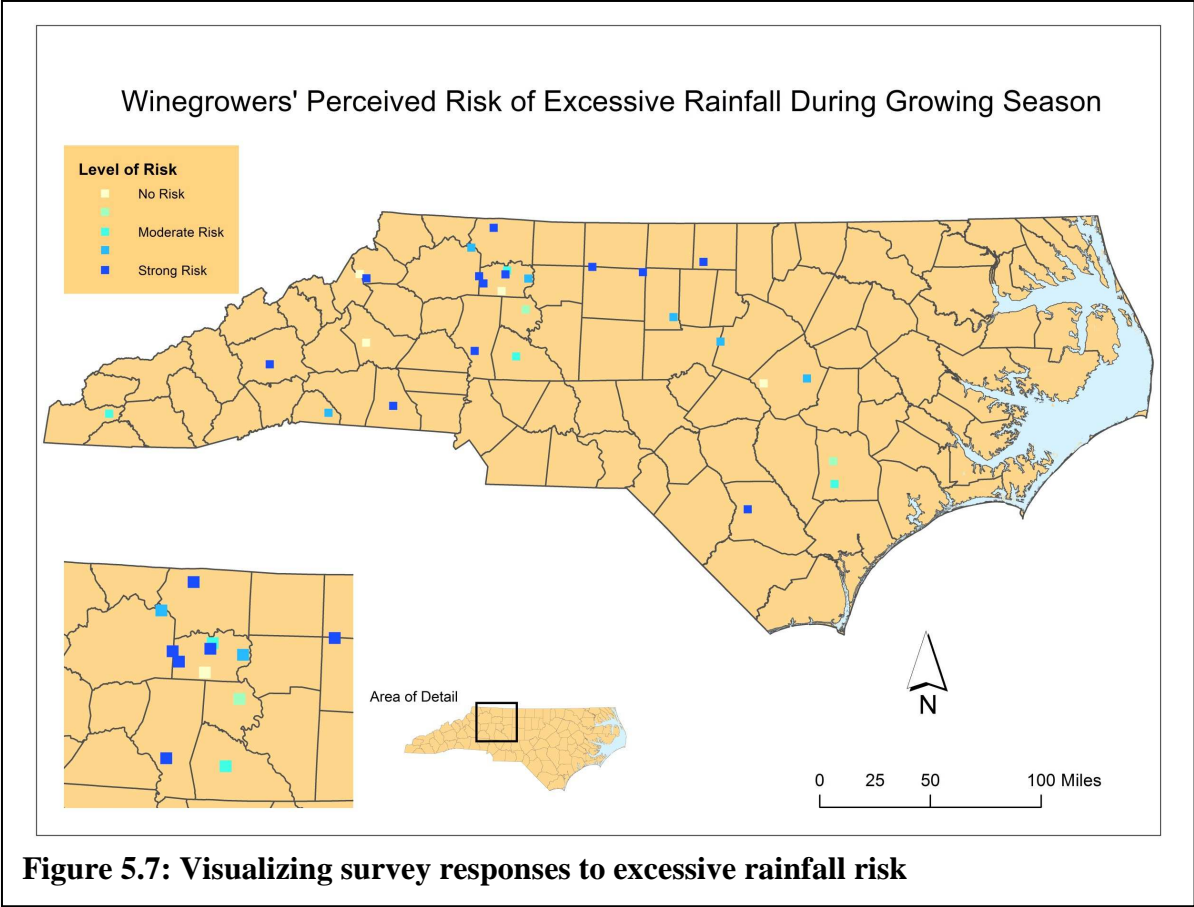 Winegrowers' Perceived Risk of Excessive Rainfall During Growing Season
Level of Risk
No Risk
Moderate Risk
Strong Risk
Area of Detail
N
0 25 50 100 Miles
Figure 5.7: Visualizing survey responses to excessive rainfall risk